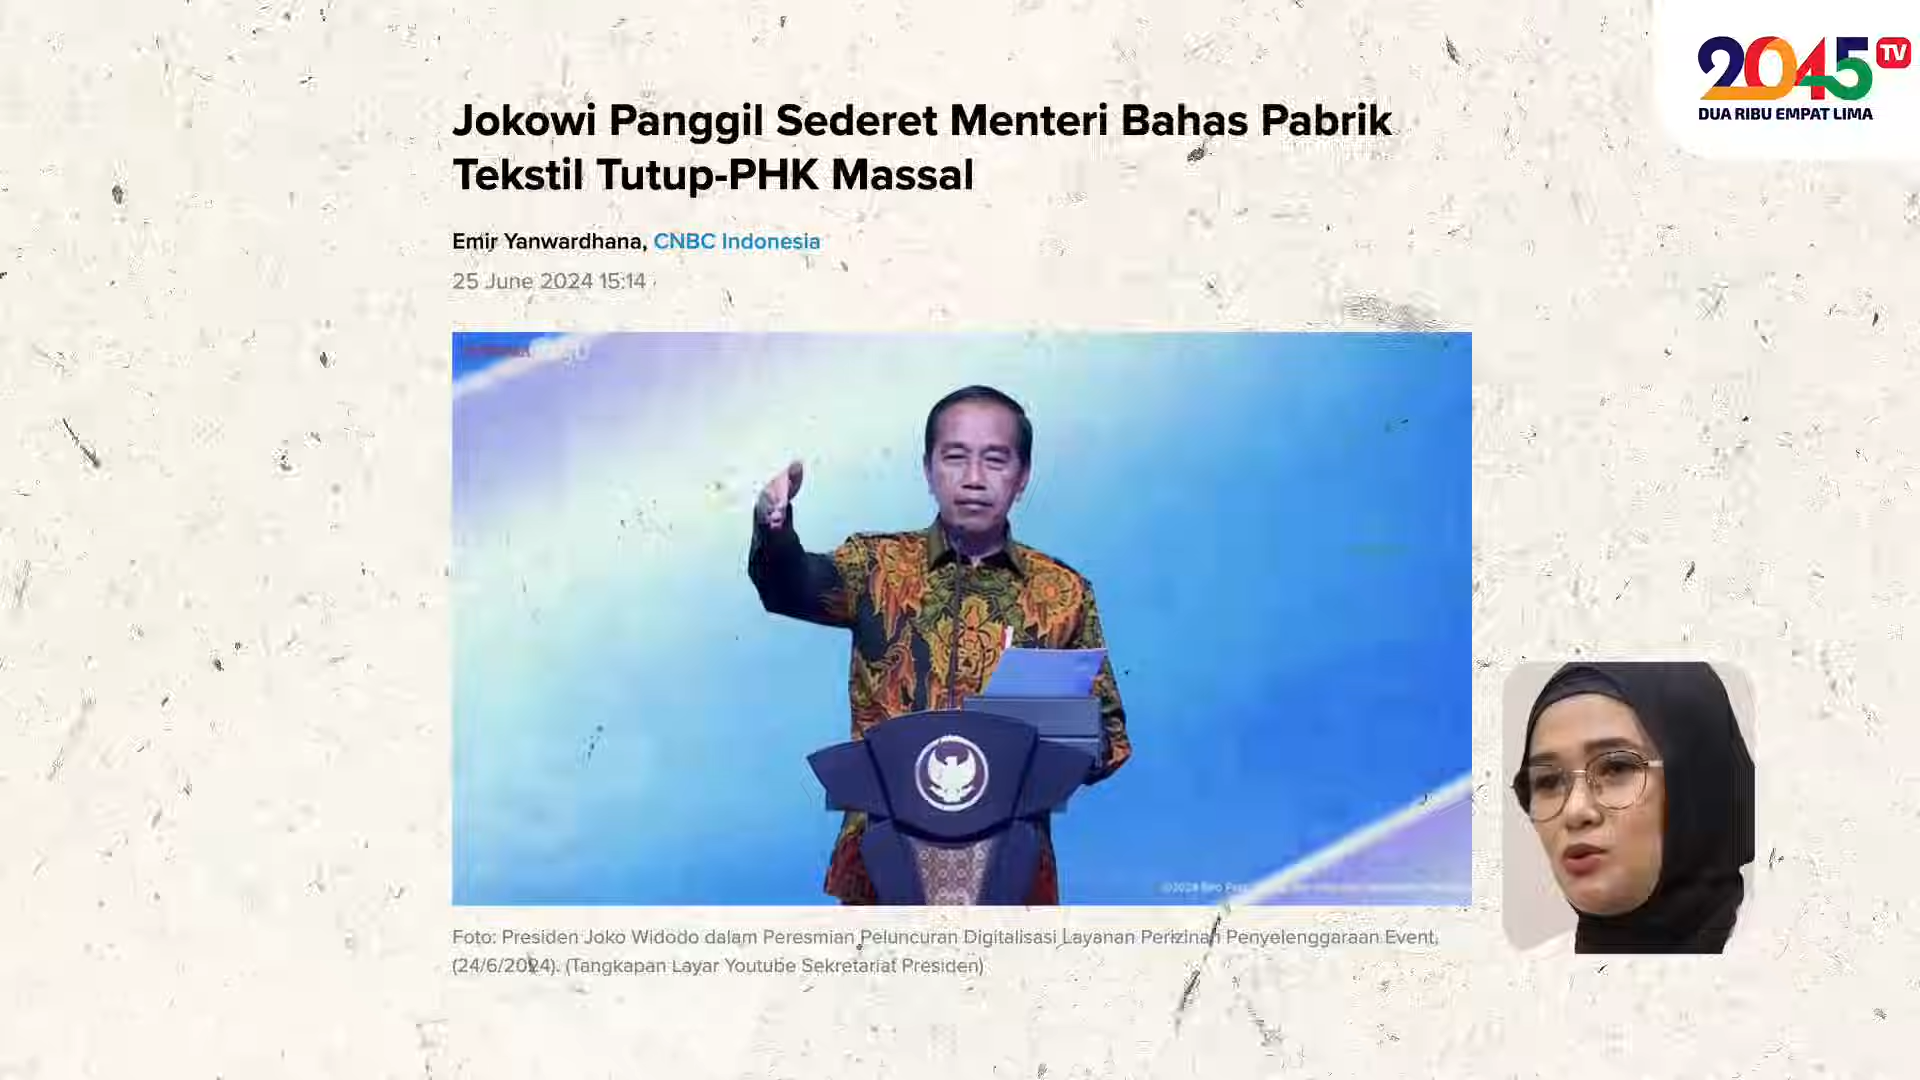 2045 TV
DUA RIBU EMPAT LIMA
Jokowi Panggil Sederet Menteri Bahas Pabrik
Tekstil Tutup-PHK Massal
Emir Yanwardhana, CNBC Indonesia
25 June 2024 15:14
Foto: Presiden Joko Widodo dalam Peresmian Peluncuran Digitalisasi Layanan Perizinan Penyelenggaraan Event,
(24/6/2024). (Tangkapan Layar Youtube Sekretariat Presiden)